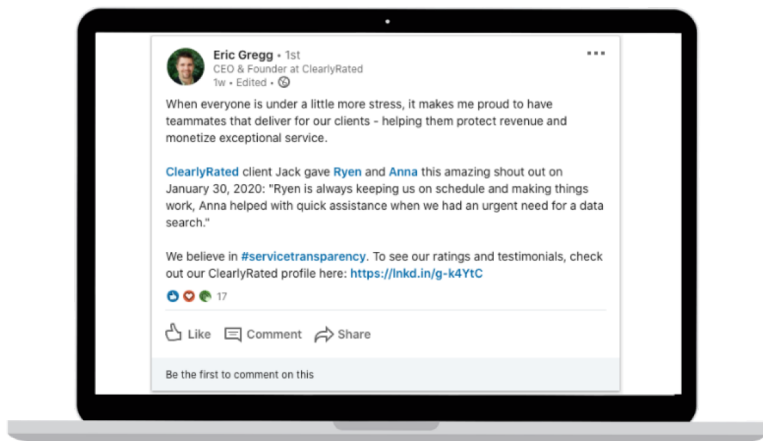 Eric Gregg • 1st
CEO & Founder at ClearlyRated
1w • Edited •
When everyone is under a little more stress, it makes me proud to have
teammates that deliver for our clients - helping them protect revenue and
monetize exceptional service.
ClearlyRated client Jack gave Ryen and Anna this amazing shout out on
January 30, 2020: "Ryen is always keeping us on schedule and making things
work, Anna helped with quick assistance when we had an urgent need for a data
search."
We believe in #servicetransparency. To see our ratings and testimonials, check
out our ClearlyRated profile here: https://lnkd.in/g-k4YtC
17
Like Comment Share
Be the first to comment on this